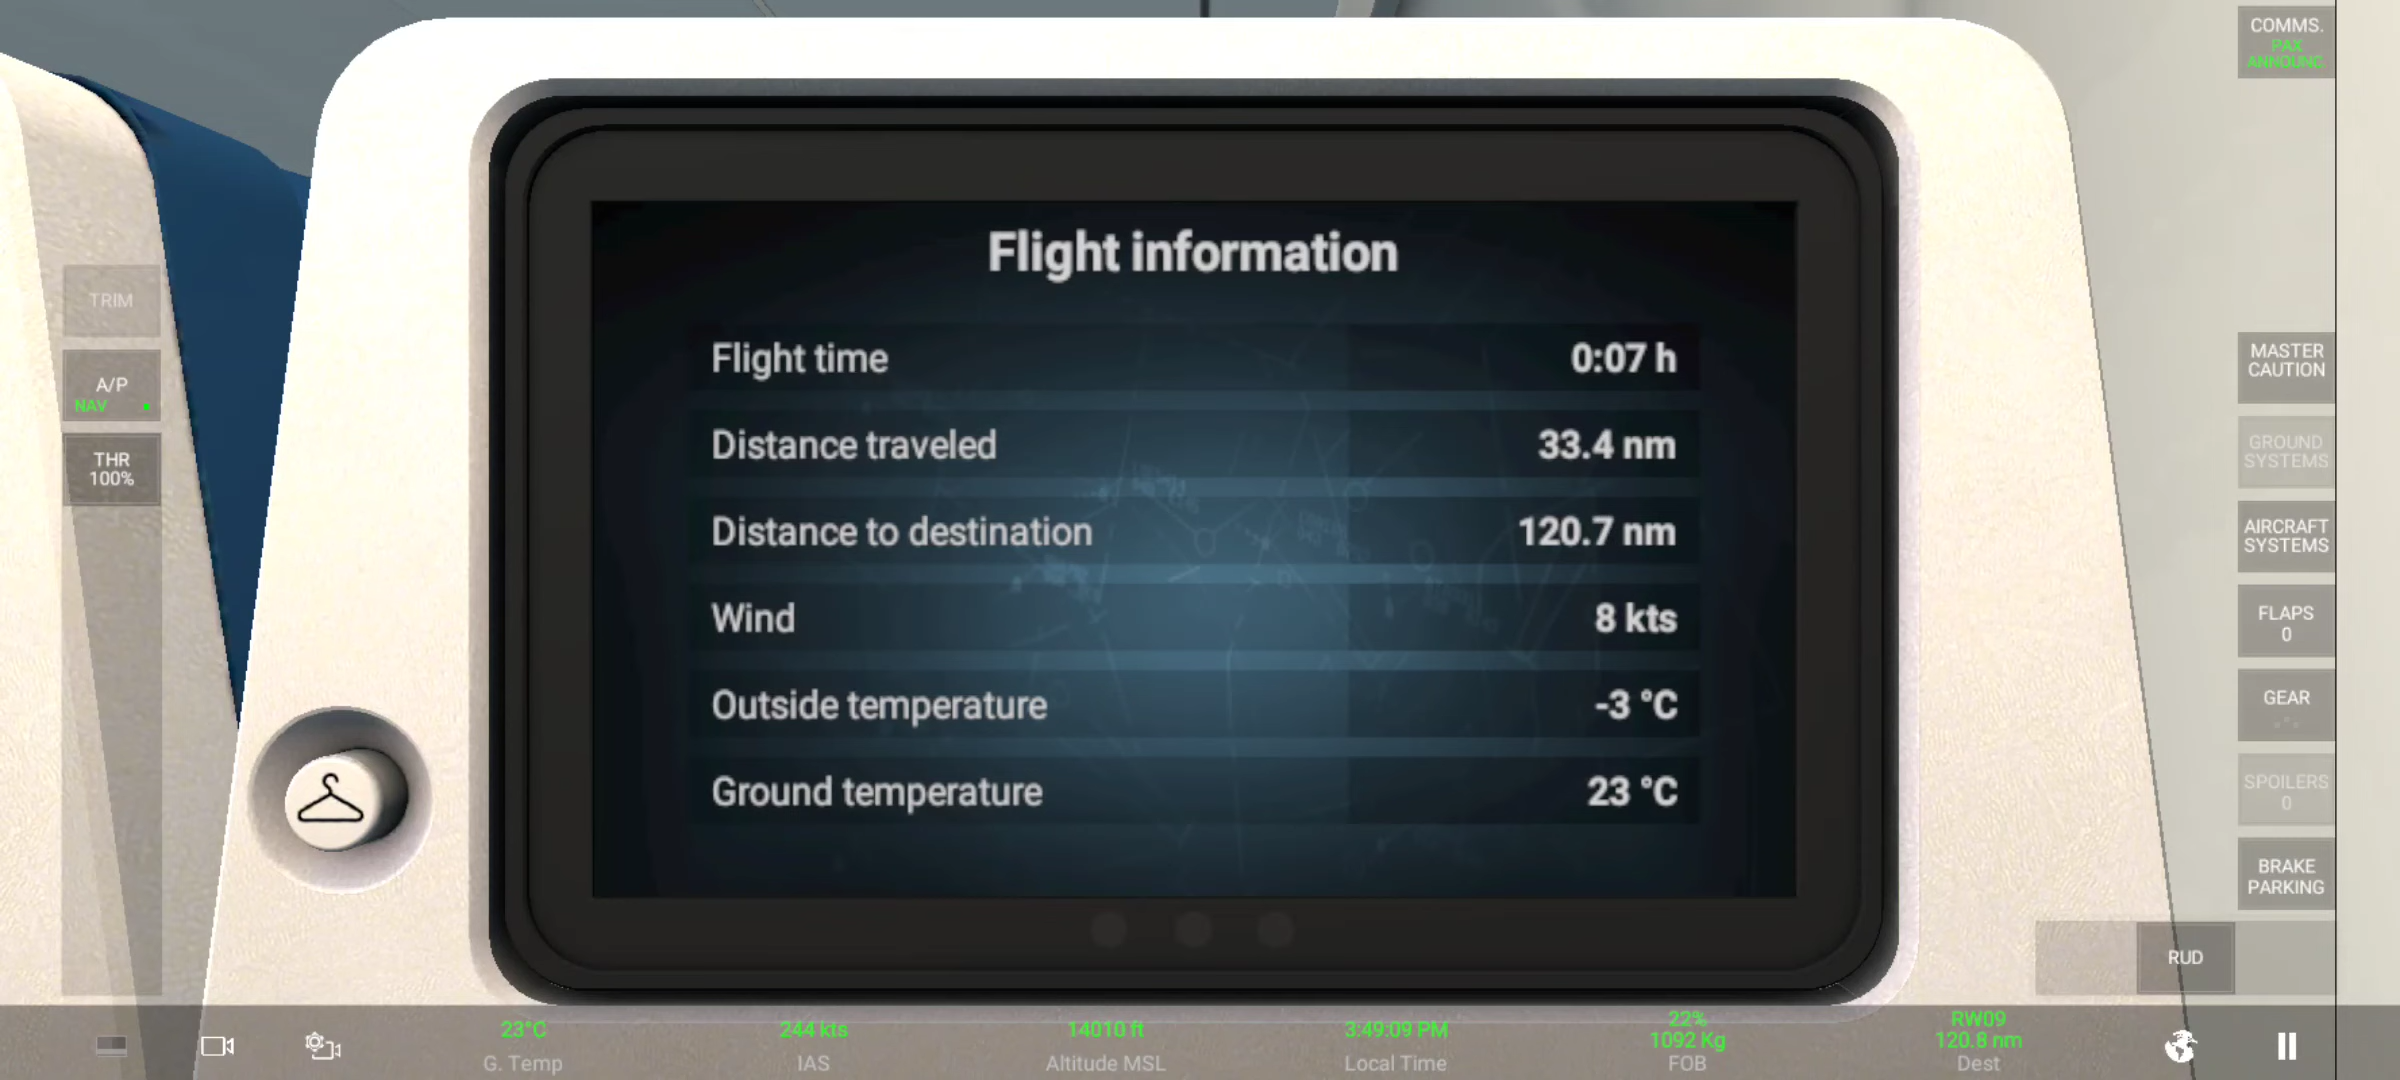 COMMS.
PAX
ANNOUNC.
TRIM
A/P
NAV
THR
100%
Flight information
Flight time 0:07 h
Distance traveled 33.4 nm
Distance to destination 120.7 nm
Wind 8 kts
Outside temperature -3 °C
Ground temperature 23 °C
MASTER
CAUTION
GROUND
SYSTEMS
AIRCRAFT
SYSTEMS
FLAPS
0
GEAR
SPOILERS
0
BRAKE
PARKING
RUD
23°C
G. Temp
244 kts
IAS
14010 ft
Altitude MSL
3:49:09 PM
Local Time
22%
1092 Kg
FOB
RW09
120.8 nm
Dest